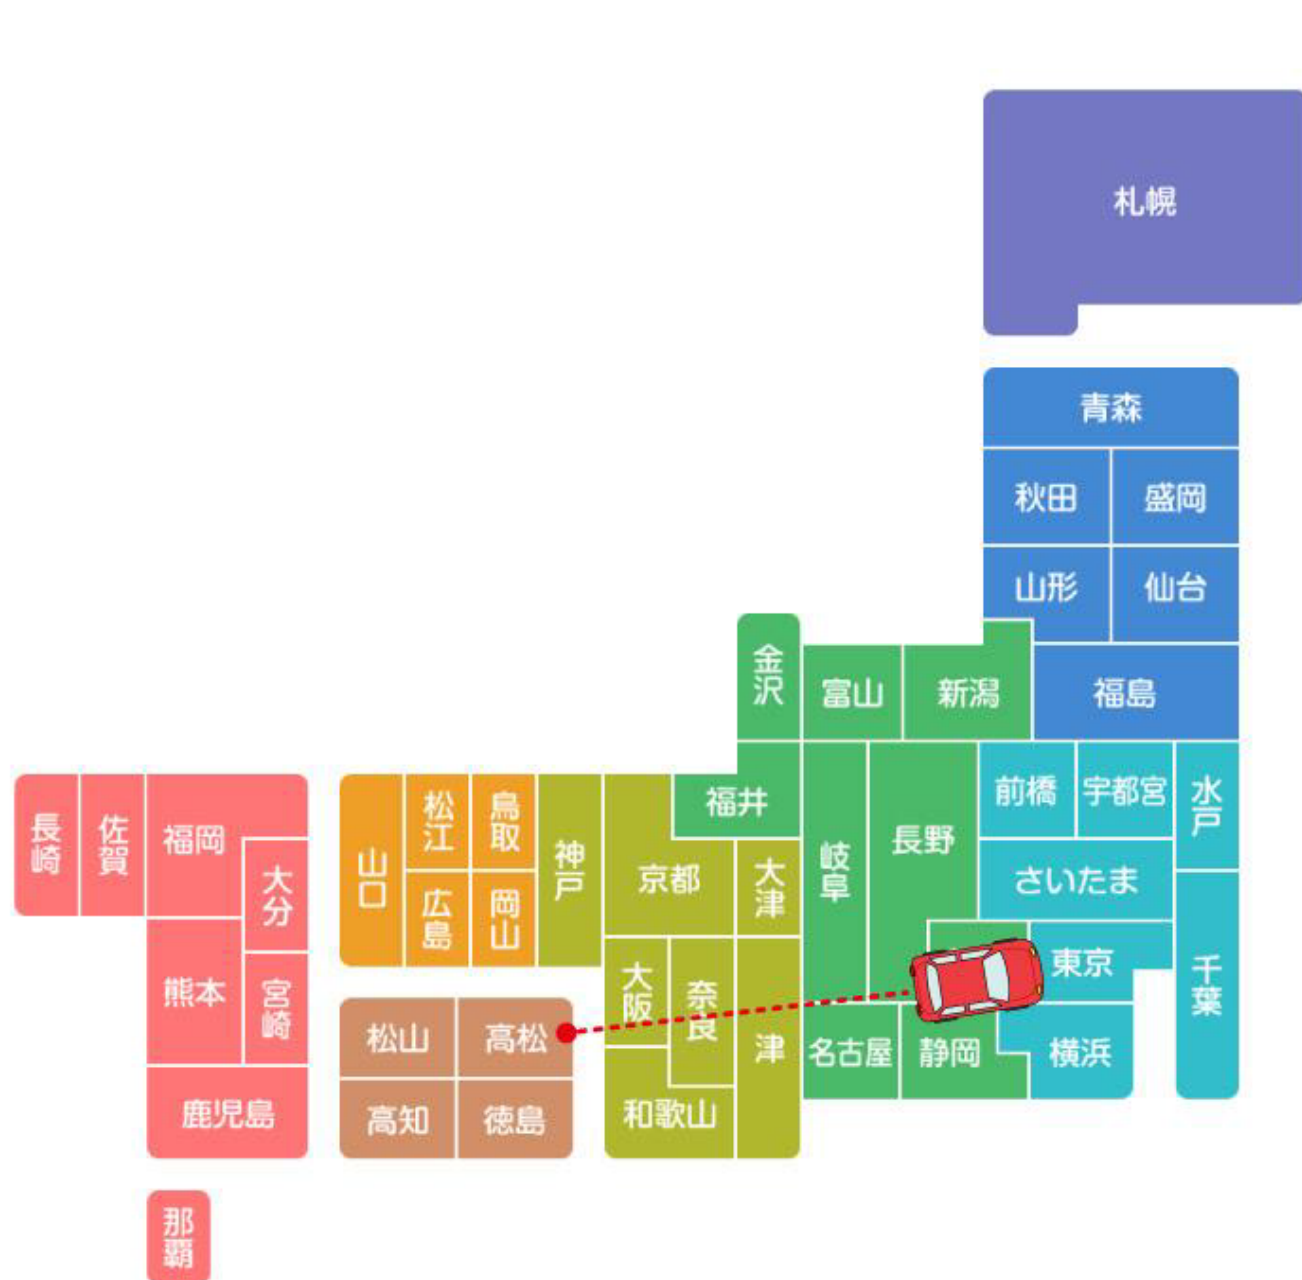 札幌
青森
秋田
盛岡
山形
仙台
金沢
富山
新潟
福島
長崎
佐賀
福岡
大分
熊本
宮崎
鹿児島
那覇
山口
松江
鳥取
広島
岡山
神戸
京都
福井
大津
岐阜
長野
前橋
宇都宮
水戸
さいたま
東京
千葉
大阪
奈良
和歌山
津
名古屋
静岡
横浜
松山
高松
高知
徳島